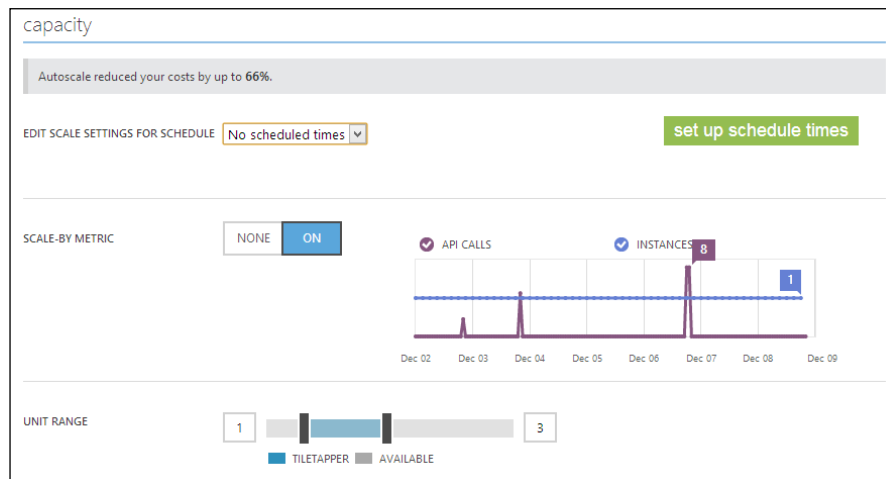 capacity
Autoscale reduced your costs by up to 66%.
EDIT SCALE SETTINGS FOR SCHEDULE No scheduled times set up schedule times
SCALE-BY METRIC NONE ON API CALLS INSTANCES 8
1
Dec 02 Dec 03 Dec 04 Dec 05 Dec 06 Dec 07 Dec 08 Dec 09
UNIT RANGE 1 3
TILETAPPER AVAILABLE